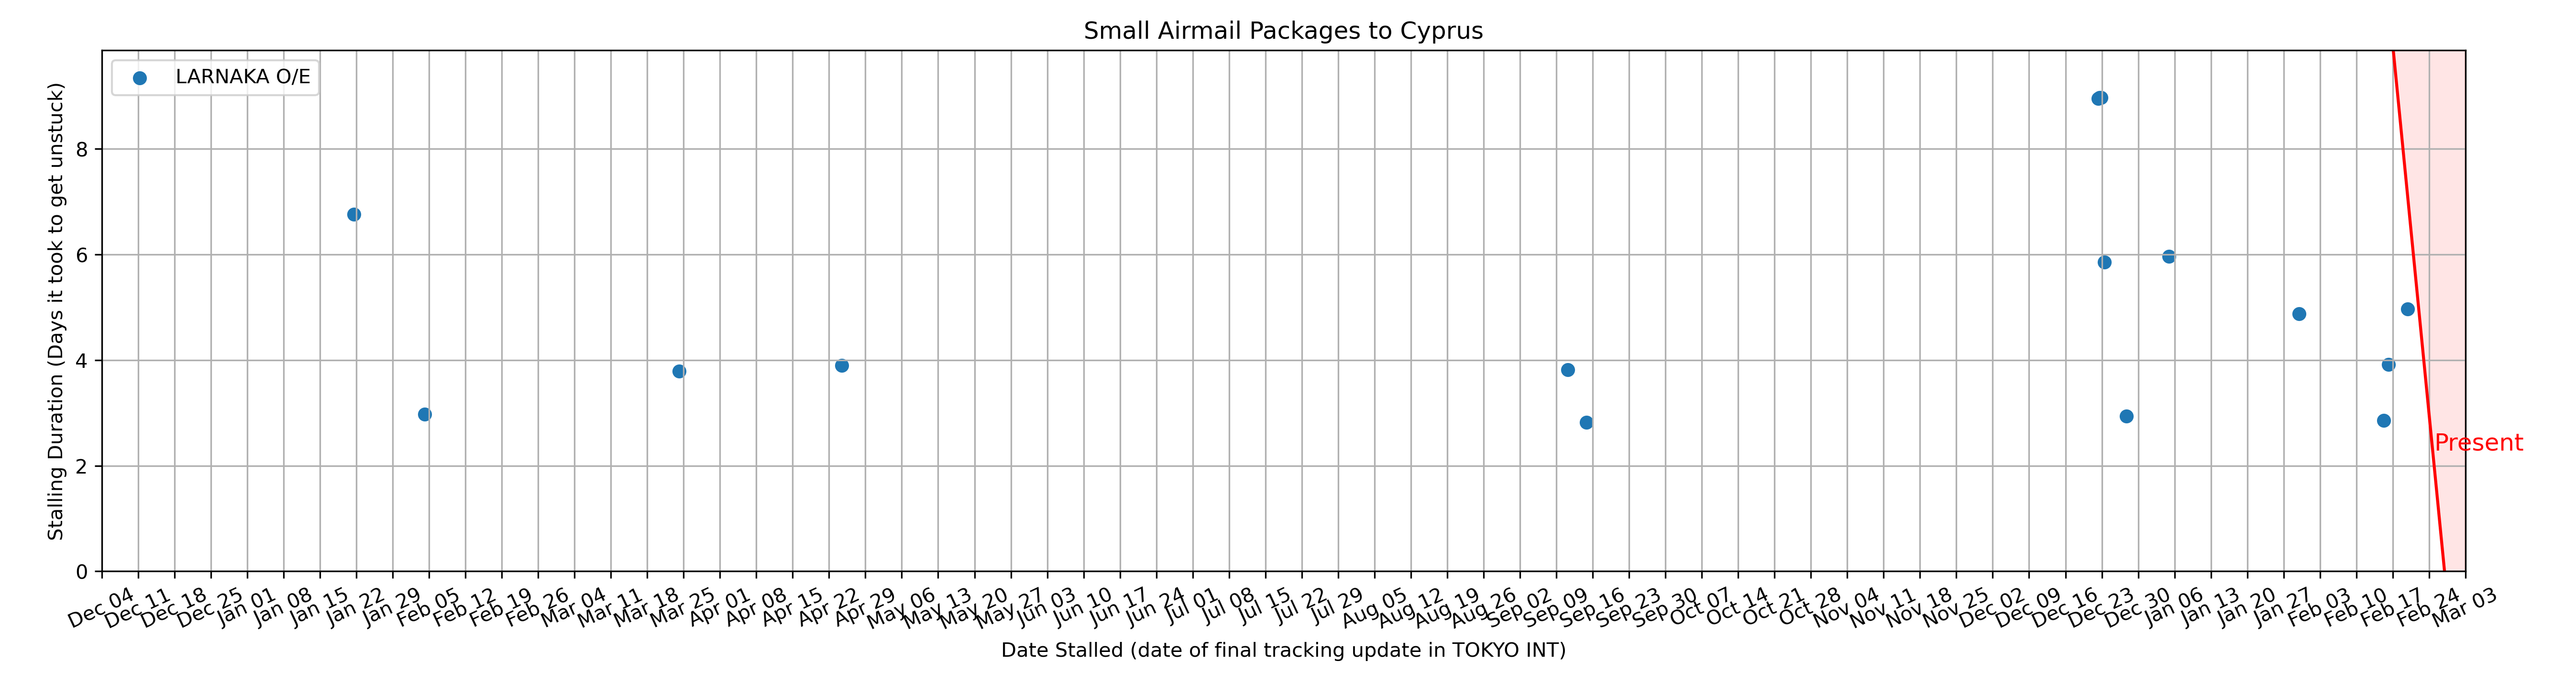 Small Airmail Packages to Cyprus
LARNAKA O/E
Stalling Duration (Days it took to get unstuck)
8
6
4
2
0
Present
Dec 04 Dec 11 Dec 18 Dec 25 Jan 01 Jan 08 Jan 15 Jan 22 Jan 29 Feb 05 Feb 12 Feb 19 Feb 26 Mar 04 Mar 11 Mar 18 Mar 25 Apr 01 Apr 08 Apr 15 Apr 22 Apr 29 May 06 May 13 May 20 May 27 Jun 03 Jun 10 Jun 17 Jun 24 Jul 01 Jul 08 Jul 15 Jul 22 Jul 29 Aug 05 Aug 12 Aug 19 Aug 26 Sep 02 Sep 09 Sep 16 Sep 23 Sep 30 Oct 07 Oct 14 Oct 21 Oct 28 Nov 04 Nov 11 Nov 18 Nov 25 Dec 02 Dec 09 Dec 16 Dec 23 Dec 30 Jan 06 Jan 13 Jan 20 Jan 27 Feb 03 Feb 10 Feb 17 Feb 24 Mar 03
Date Stalled (date of final tracking update in TOKYO INT)